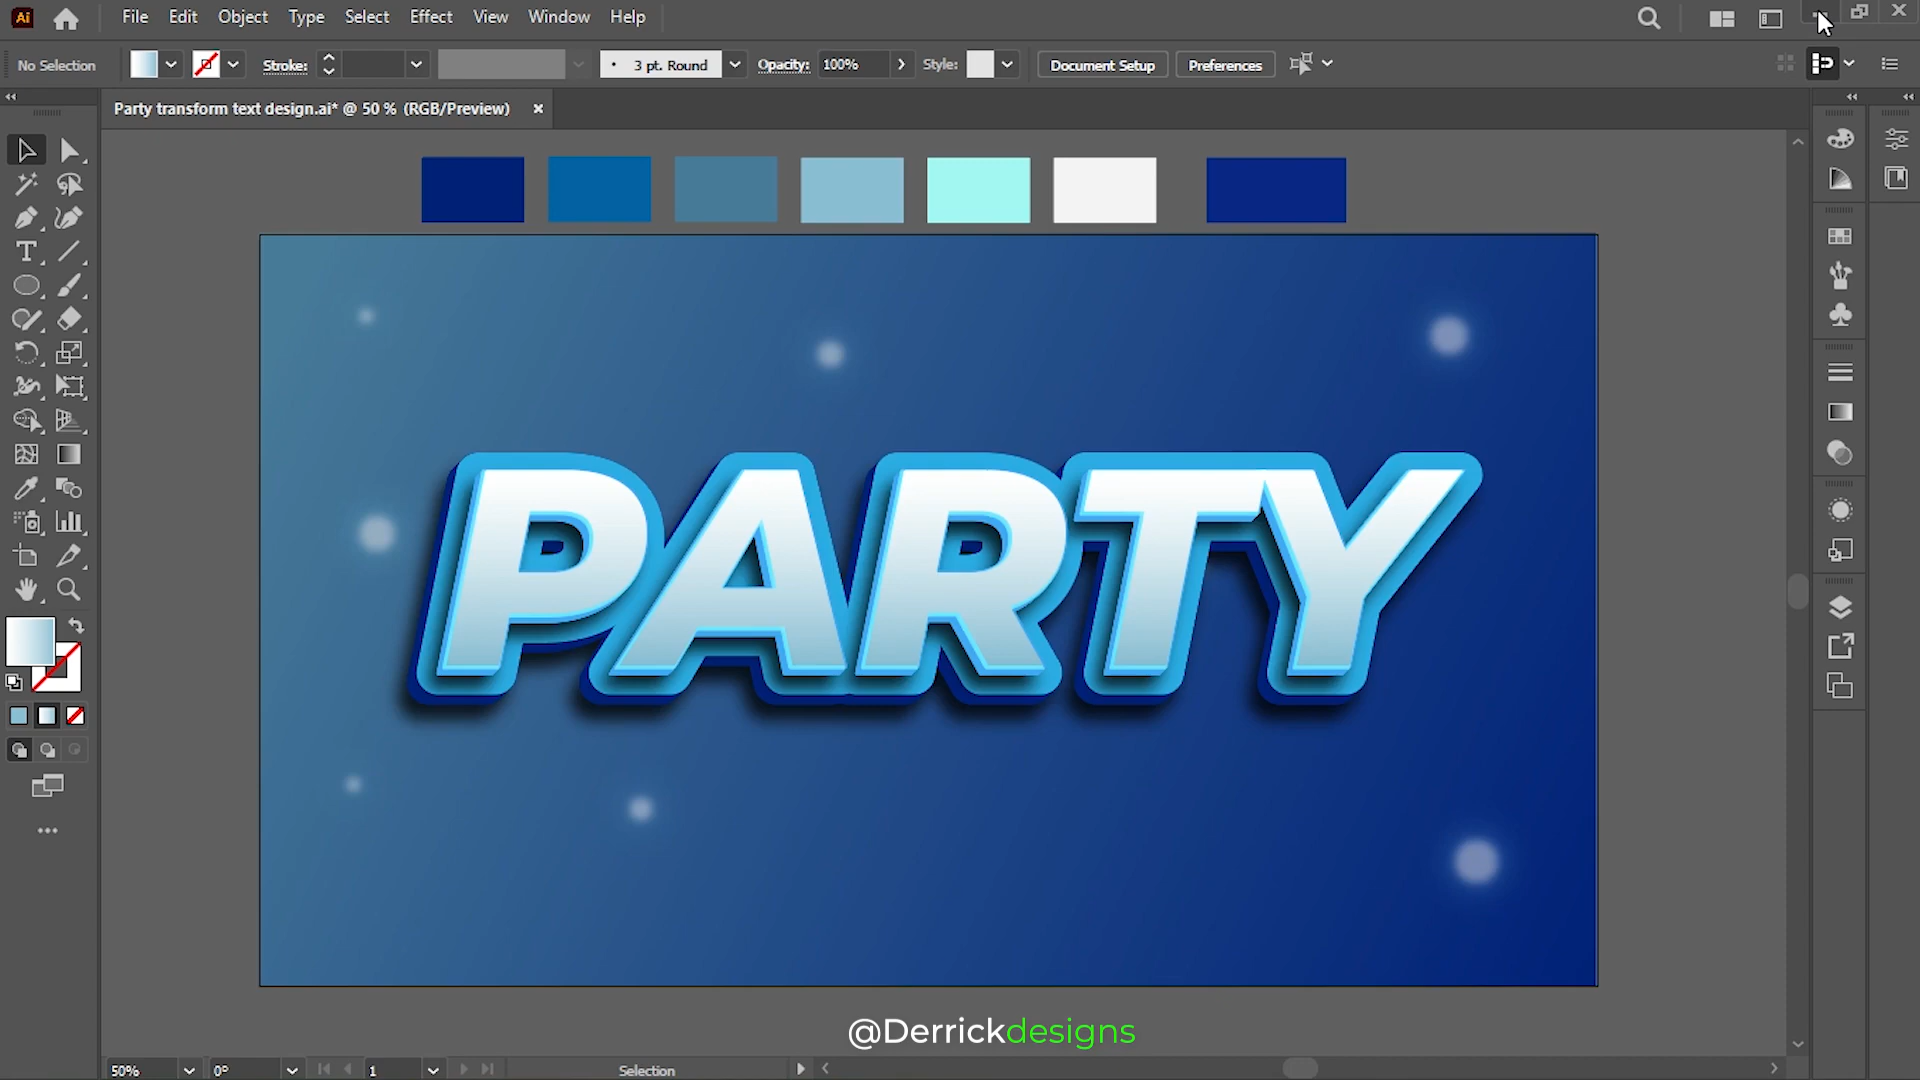 Ai File Edit Object Type Select Effect View Window Help
No Selection Stroke: 3 pt. Round Opacity: 100% Style: Document Setup Preferences
Party transform text design.ai* @ 50 % (RGB/Preview)
PARTY
@Derrickdesigns
50% 0° 1 Selection